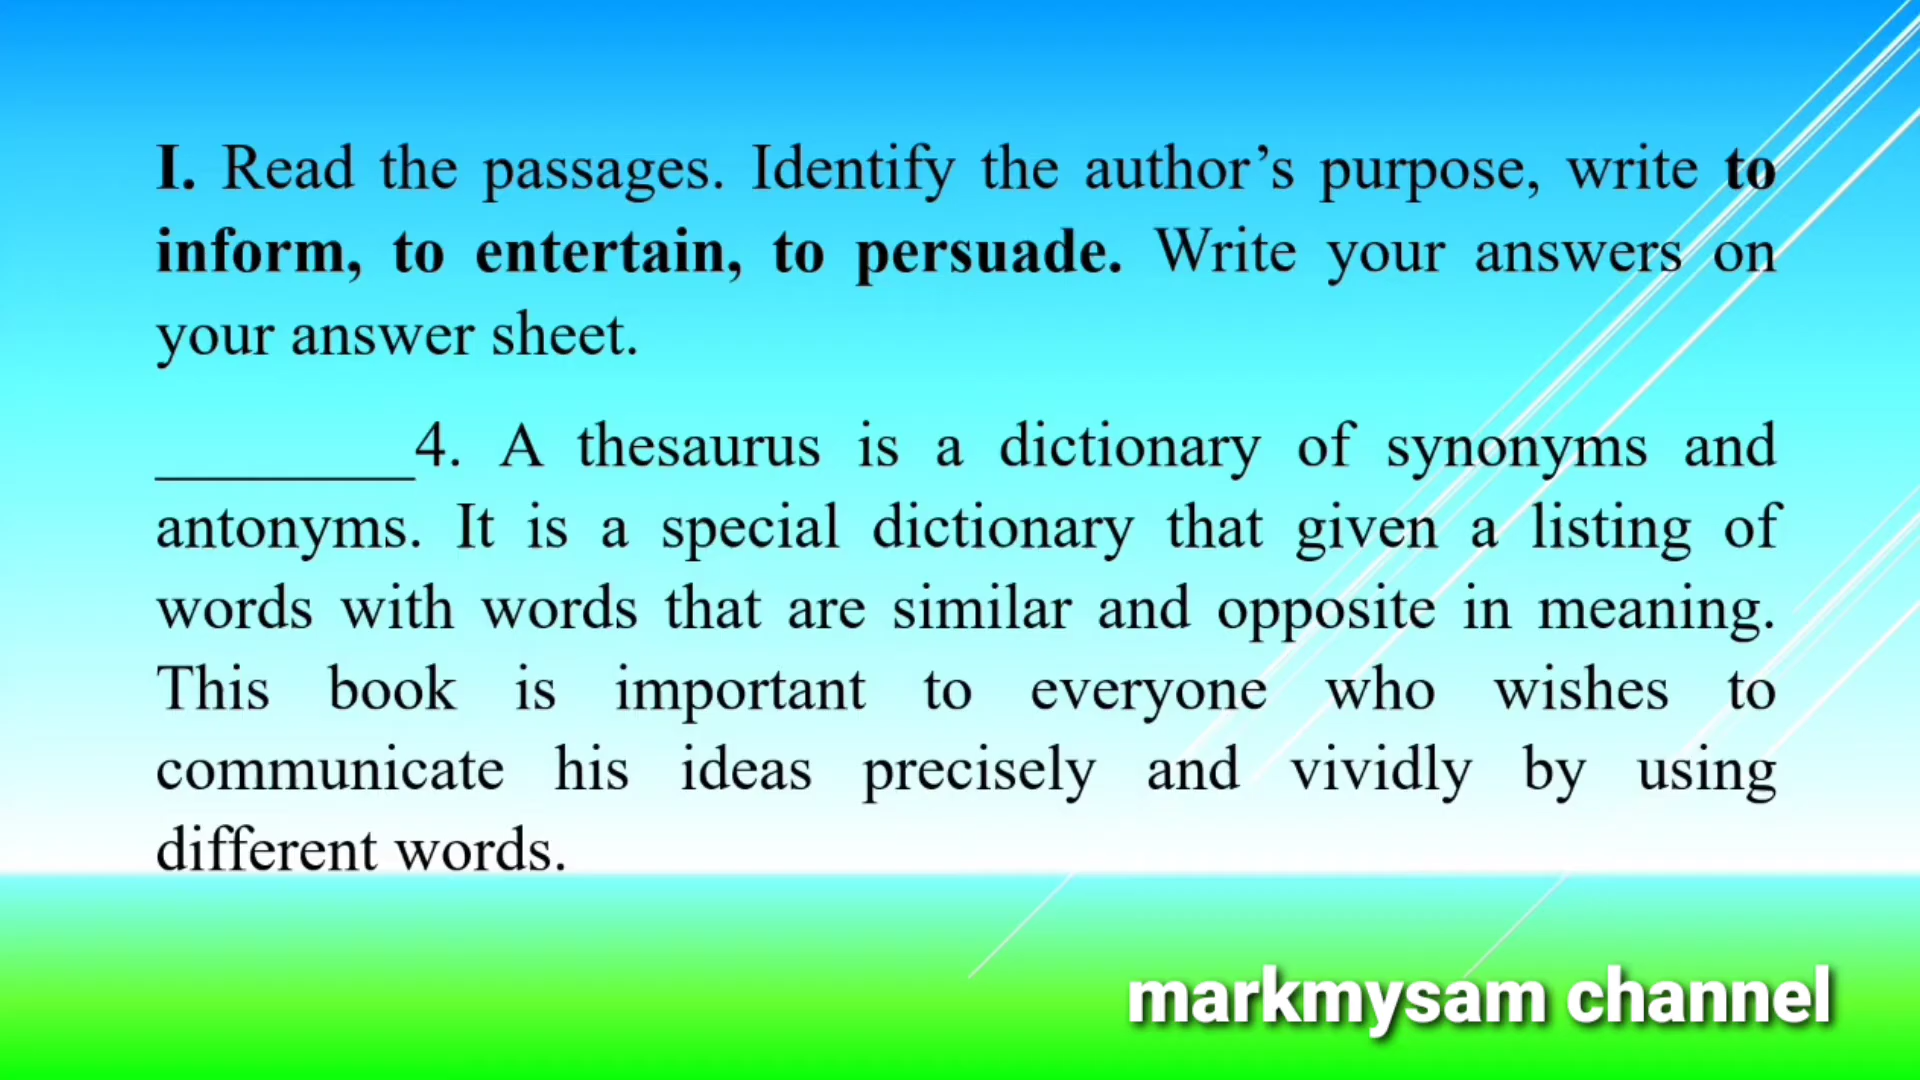 I. Read the passages. Identify the author’s purpose, write to
inform, to entertain, to persuade. Write your answers on
your answer sheet.
________4. A thesaurus is a dictionary of synonyms and
antonyms. It is a special dictionary that given a listing of
words with words that are similar and opposite in meaning.
This book is important to everyone who wishes to
communicate his ideas precisely and vividly by using
different words.
markmysam channel